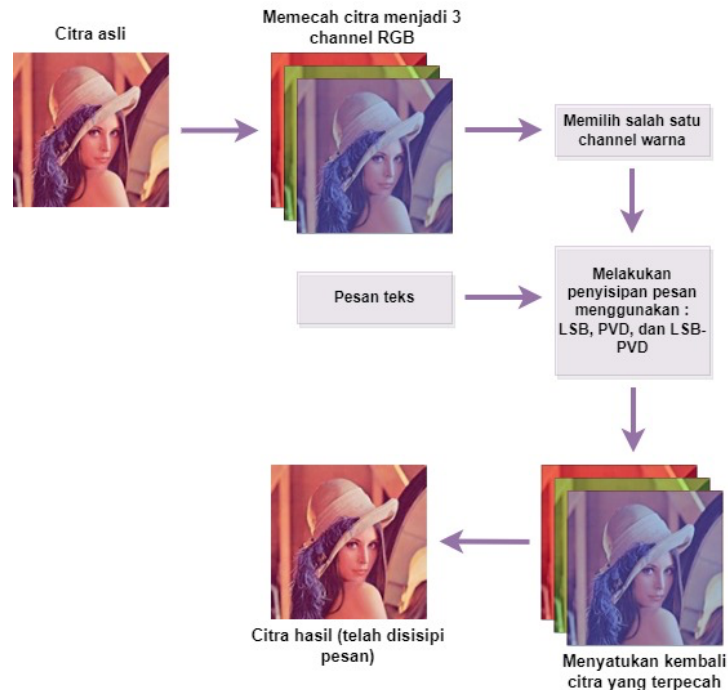 Citra asli
Memecah citra menjadi 3
channel RGB
Memilih salah satu
channel warna
Pesan teks
Melakukan
penyisipan pesan
menggunakan :
LSB, PVD, dan LSB-
PVD
Citra hasil (telah disisipi
pesan)
Menyatukan kembali
citra yang terpecah